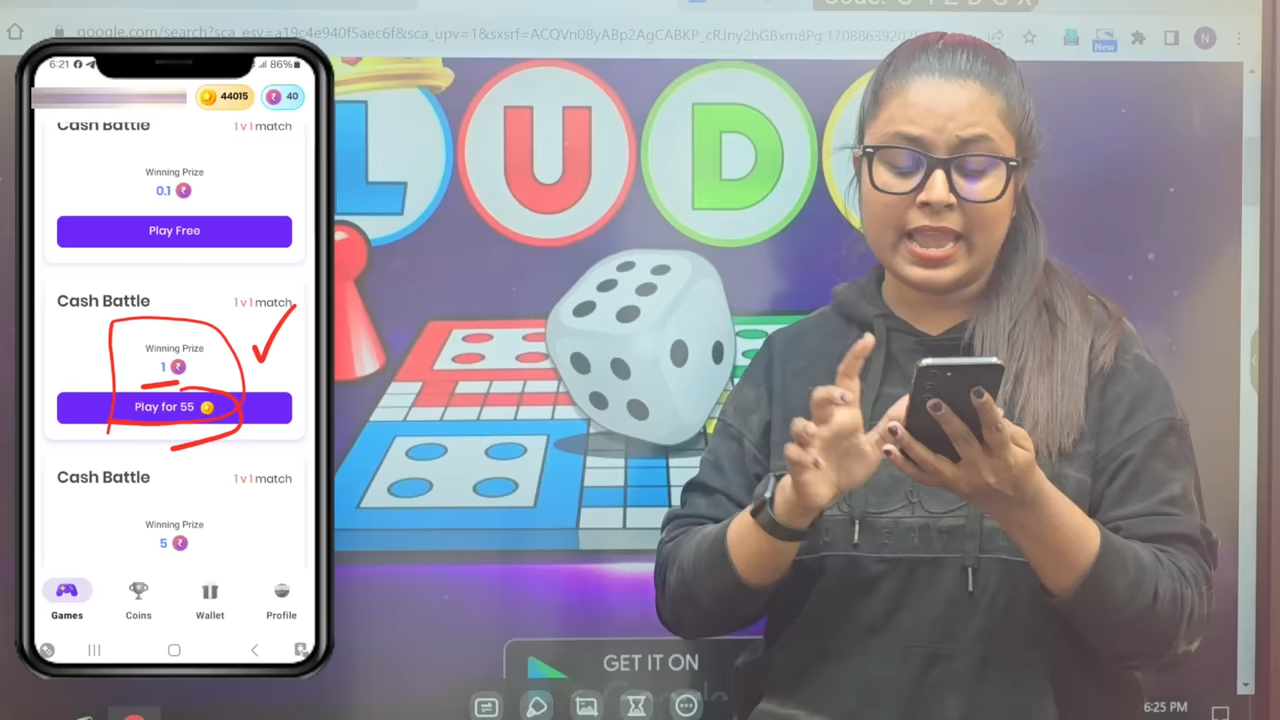 6:21
86%
44015
₹ 40
Cash Battle
1 v 1 match
Winning Prize
0.1 ₹
Play Free
Cash Battle
1 v 1 match
Winning Prize
1 ₹
Play for 55
Cash Battle
1 v 1 match
Winning Prize
5 ₹
Games
Coins
Wallet
Profile
New
N
L U D
GET IT ON
6:25 PM